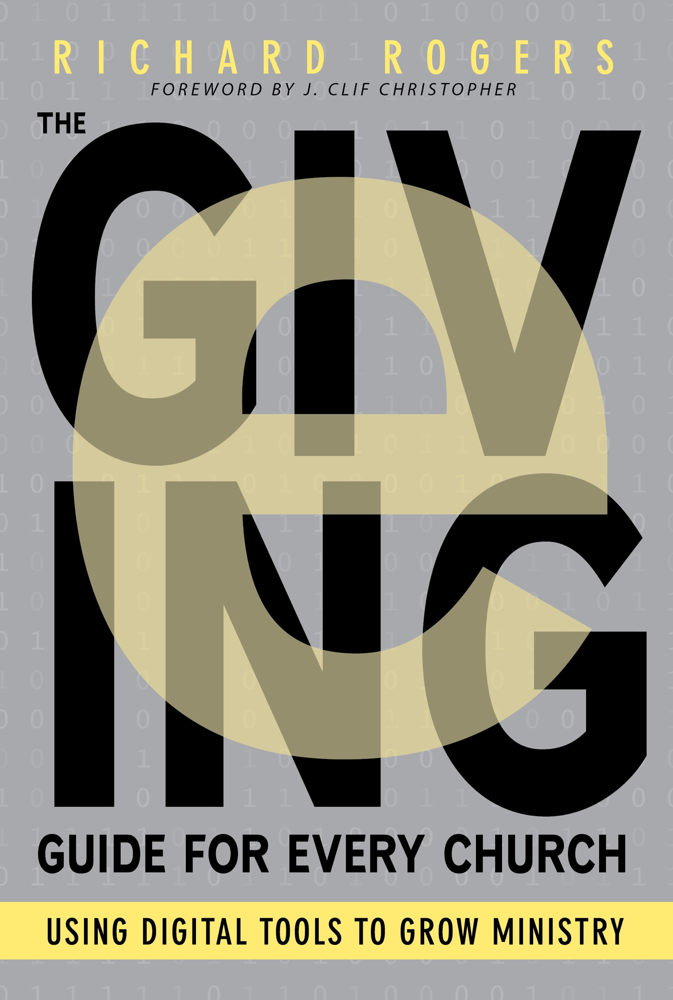 RICHARD ROGERS
FOREWORD BY J. CLIF CHRISTOPHER
THE
GIV
ING
e
GUIDE FOR EVERY CHURCH
USING DIGITAL TOOLS TO GROW MINISTRY